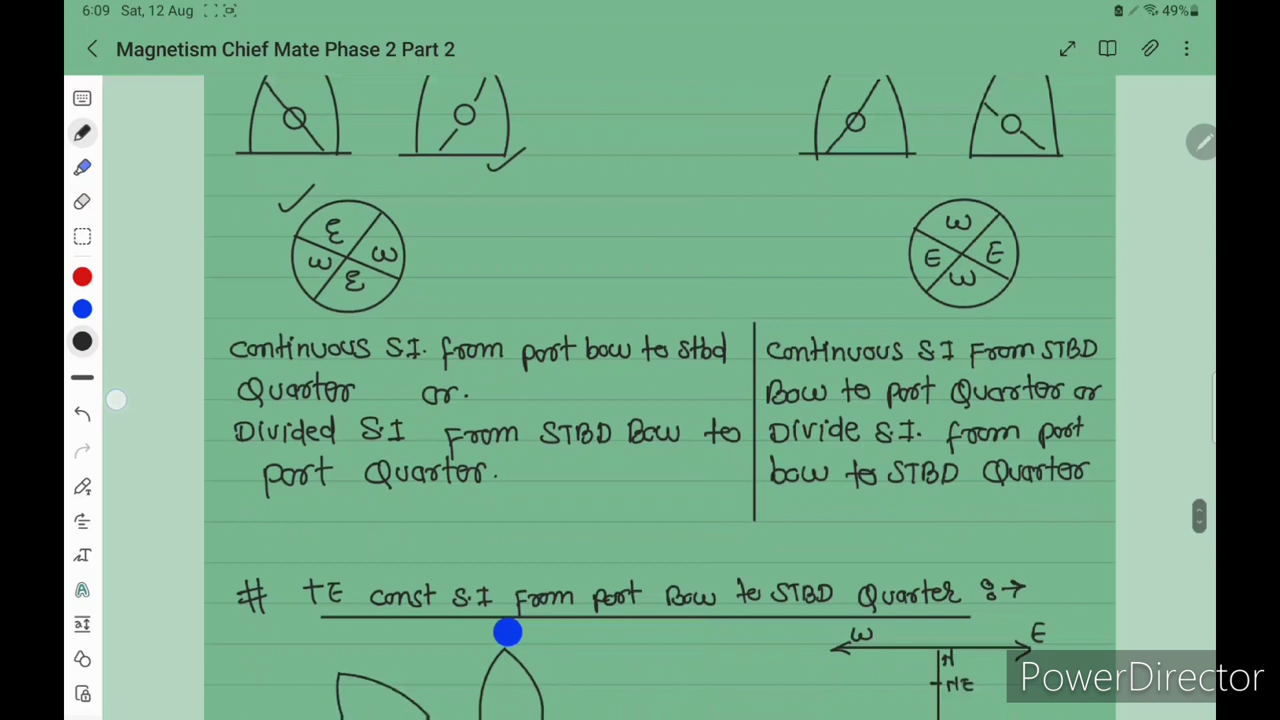 6:09 Sat, 12 Aug
49%
Magnetism Chief Mate Phase 2 Part 2
E
W
W
E
W
E
E
W
Continuous S.I. from port bow to stbd
Quarter or.
Divided S.I from STBD Bow to
port Quarter.
Continuous S.I From STBD
Bow to port Quarter or
Divide S.I. from port
bow to STBD Quarter
# TE const S.I from port Bow to STBD Quarter :→
W E
N
NE
PowerDirector